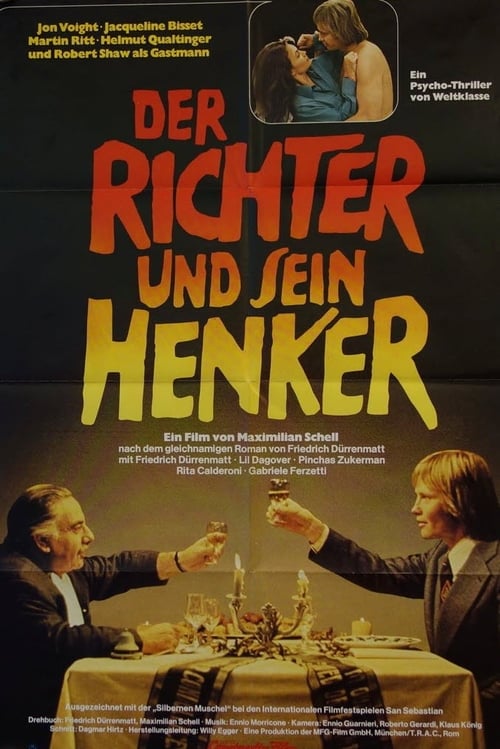 Jon Voight · Jacqueline Bisset
Martin Ritt · Helmut Qualtinger
und Robert Shaw als Gastmann
Ein
Psycho-Thriller
von Weltklasse
DER
RICHTER
UND SEIN
HENKER
Ein Film von Maximilian Schell
nach dem gleichnamigen Roman von Friedrich Dürrenmatt
mit Friedrich Dürrenmatt · Lil Dagover · Pinchas Zukerman
Rita Calderoni · Gabriele Ferzetti
Ausgezeichnet mit der „Silbernen Muschel" bei den Internationalen Filmfestspielen San Sebastian
Drehbuch: Friedrich Dürrenmatt, Maximilian Schell · Musik: Ennio Morricone · Kamera: Ennio Guarnieri, Roberto Gerardi, Klaus König
Schnitt: Dagmar Hirtz · Herstellungsleitung: Willy Egger · Eine Produktion der MFG-Film GmbH, München/T.R.A.C., Rom